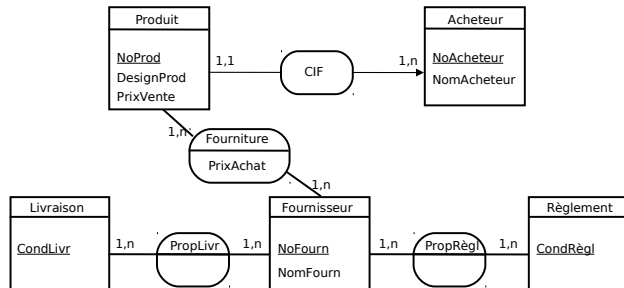 Produit
NoProd
DesignProd
PrixVente
1,1
CIF
1,n
Acheteur
NoAcheteur
NomAcheteur
1,n
Fourniture
PrixAchat
1,n
Livraison
CondLivr
1,n
PropLivr
1,n
Fournisseur
NoFourn
NomFourn
1,n
PropRègl
1,n
Règlement
CondRègl